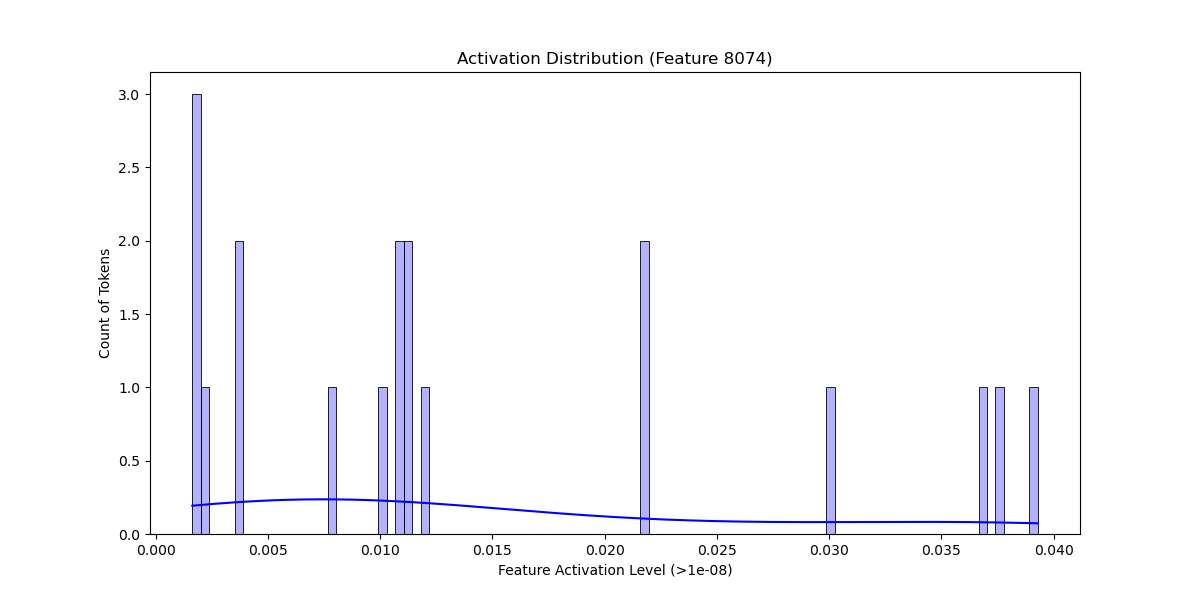 Activation Distribution (Feature 8074)
3.0
2.5
2.0
1.5
1.0
0.5
0.0
Count of Tokens
0.000 0.005 0.010 0.015 0.020 0.025 0.030 0.035 0.040
Feature Activation Level (>1e-08)